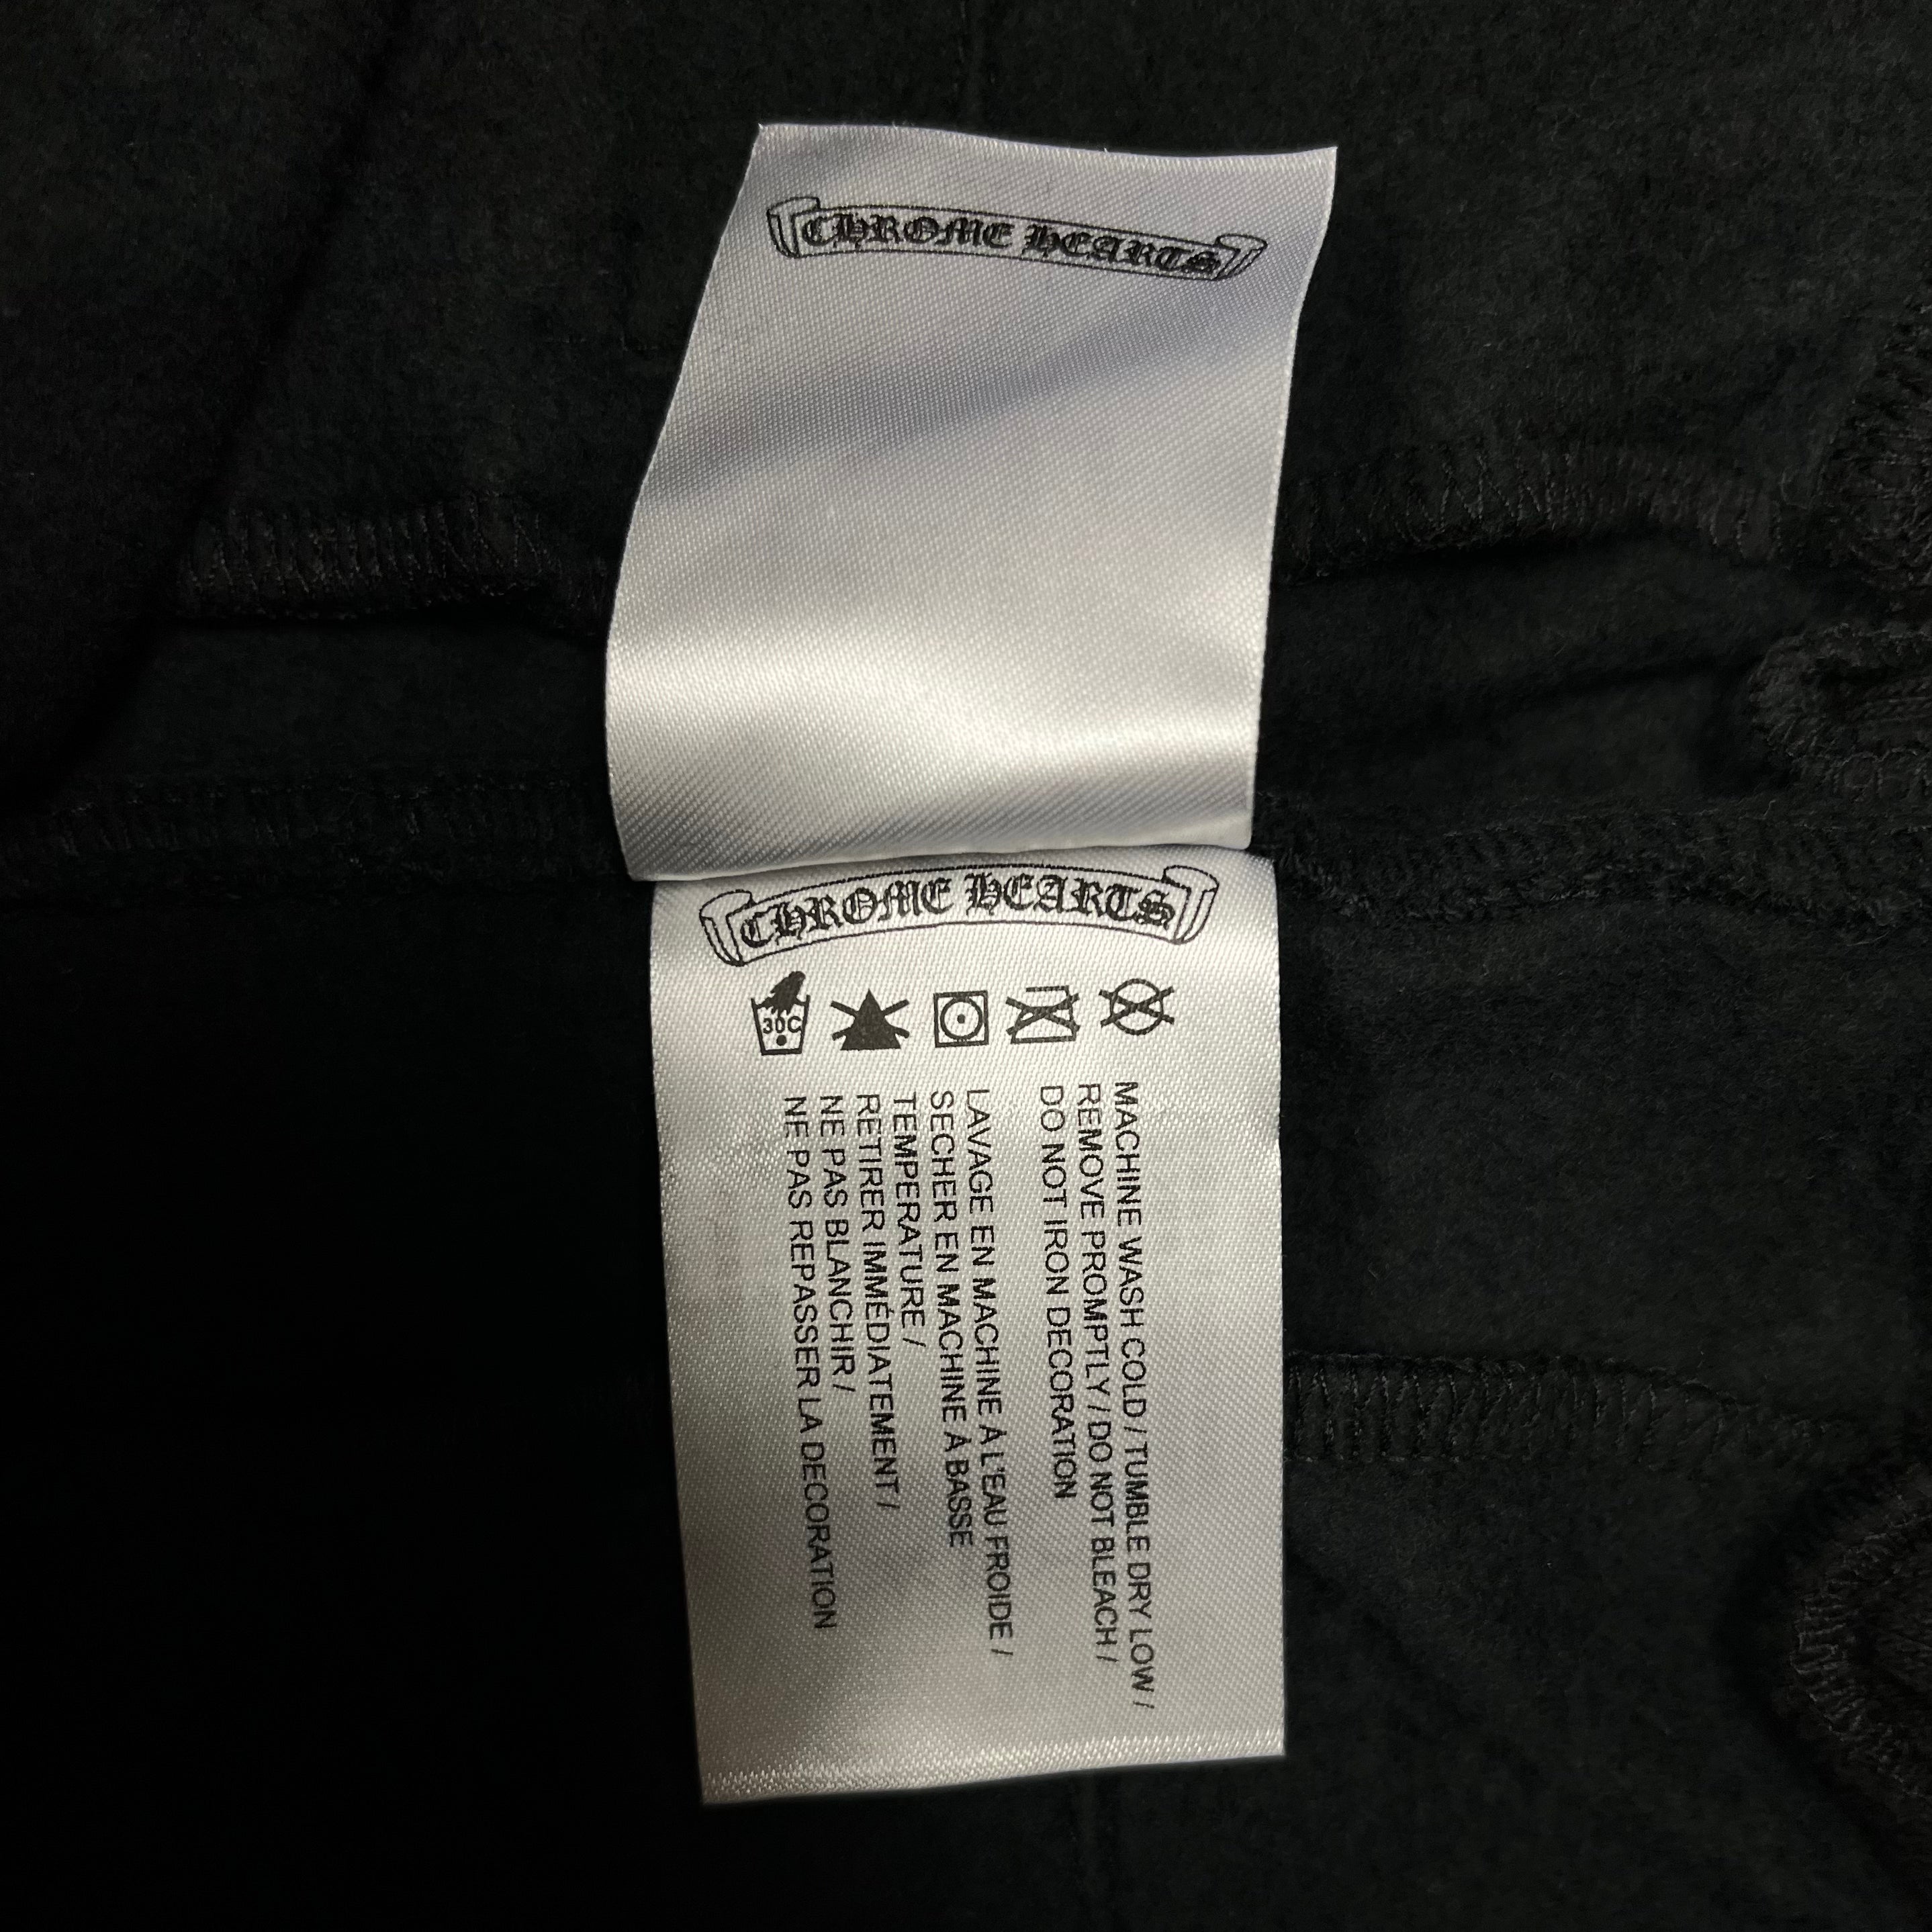 CHROME HEARTS
CHROME HEARTS
30C
MACHINE WASH COLD / TUMBLE DRY LOW /
REMOVE PROMPTLY / DO NOT BLEACH /
DO NOT IRON DECORATION
LAVAGE EN MACHINE À L'EAU FROIDE /
SECHER EN MACHINE À BASSE
TEMPERATURE /
RETIRER IMMÉDIATEMENT /
NE PAS BLANCHIR /
NE PAS REPASSER LA DECORATION